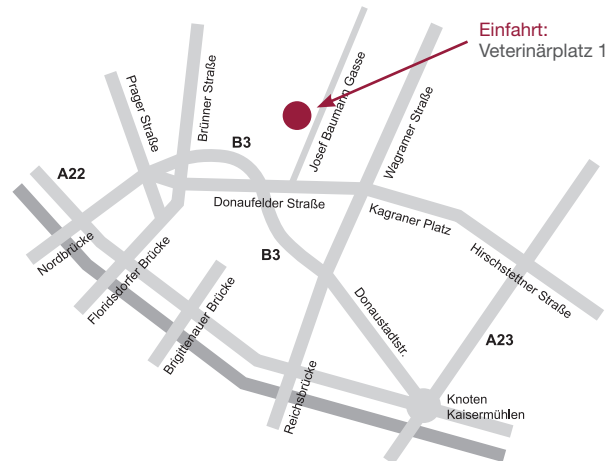 Einfahrt:
Veterinärplatz 1
Prager Straße
Brünner Straße
B3
Josef Baumann Gasse
Wagramer Straße
A22
Donaufelder Straße
Kagraner Platz
Nordbrücke
Floridsdorfer Brücke
B3
Hirschstettner Straße
Brigittenauer Brücke
Donaustadtstr.
A23
Reichsbrücke
Knoten
Kaisermühlen